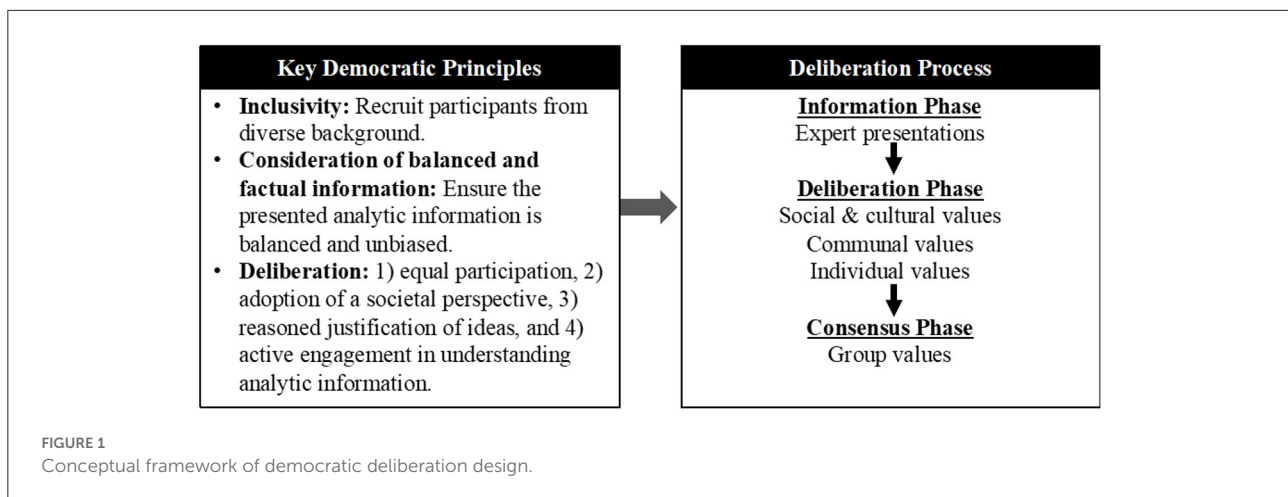 Key Democratic Principles
• Inclusivity: Recruit participants from
diverse background.
• Consideration of balanced and
factual information: Ensure the
presented analytic information is
balanced and unbiased.
• Deliberation: 1) equal participation, 2)
adoption of a societal perspective, 3)
reasoned justification of ideas, and 4)
active engagement in understanding
analytic information.
Deliberation Process
Information Phase
Expert presentations
Deliberation Phase
Social & cultural values
Communal values
Individual values
Consensus Phase
Group values
FIGURE 1
Conceptual framework of democratic deliberation design.